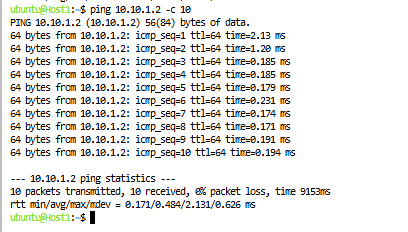 ubuntu@Host1:~$ ping 10.10.1.2 -c 10
PING 10.10.1.2 (10.10.1.2) 56(84) bytes of data.
64 bytes from 10.10.1.2: icmp_seq=1 ttl=64 time=2.13 ms
64 bytes from 10.10.1.2: icmp_seq=2 ttl=64 time=1.20 ms
64 bytes from 10.10.1.2: icmp_seq=3 ttl=64 time=0.185 ms
64 bytes from 10.10.1.2: icmp_seq=4 ttl=64 time=0.185 ms
64 bytes from 10.10.1.2: icmp_seq=5 ttl=64 time=0.179 ms
64 bytes from 10.10.1.2: icmp_seq=6 ttl=64 time=0.231 ms
64 bytes from 10.10.1.2: icmp_seq=7 ttl=64 time=0.174 ms
64 bytes from 10.10.1.2: icmp_seq=8 ttl=64 time=0.171 ms
64 bytes from 10.10.1.2: icmp_seq=9 ttl=64 time=0.191 ms
64 bytes from 10.10.1.2: icmp_seq=10 ttl=64 time=0.194 ms
--- 10.10.1.2 ping statistics ---
10 packets transmitted, 10 received, 0% packet loss, time 9153ms
rtt min/avg/max/mdev = 0.171/0.484/2.131/0.626 ms
ubuntu@Host1:~$